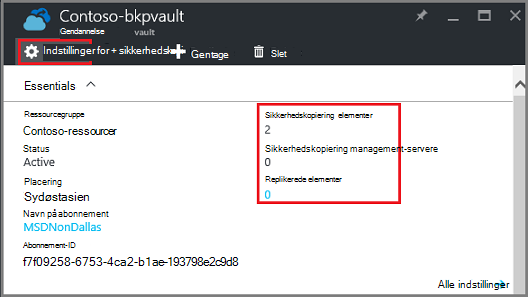 Contoso-bkpvault
Gendannelse vault
Indstillinger for + sikkerhedsk
Gentage
Slet
Essentials
Ressourcegruppe
Contoso-ressourcer
Status
Active
Placering
Sydøstasien
Navn på abonnement
MSDNonDallas
Abonnement-ID
f7f09258-6753-4ca2-b1ae-193798e2c9d8
Sikkerhedskopiering elementer
2
Sikkerhedskopiering management-servere
0
Replikerede elementer
0
Alle indstillinger